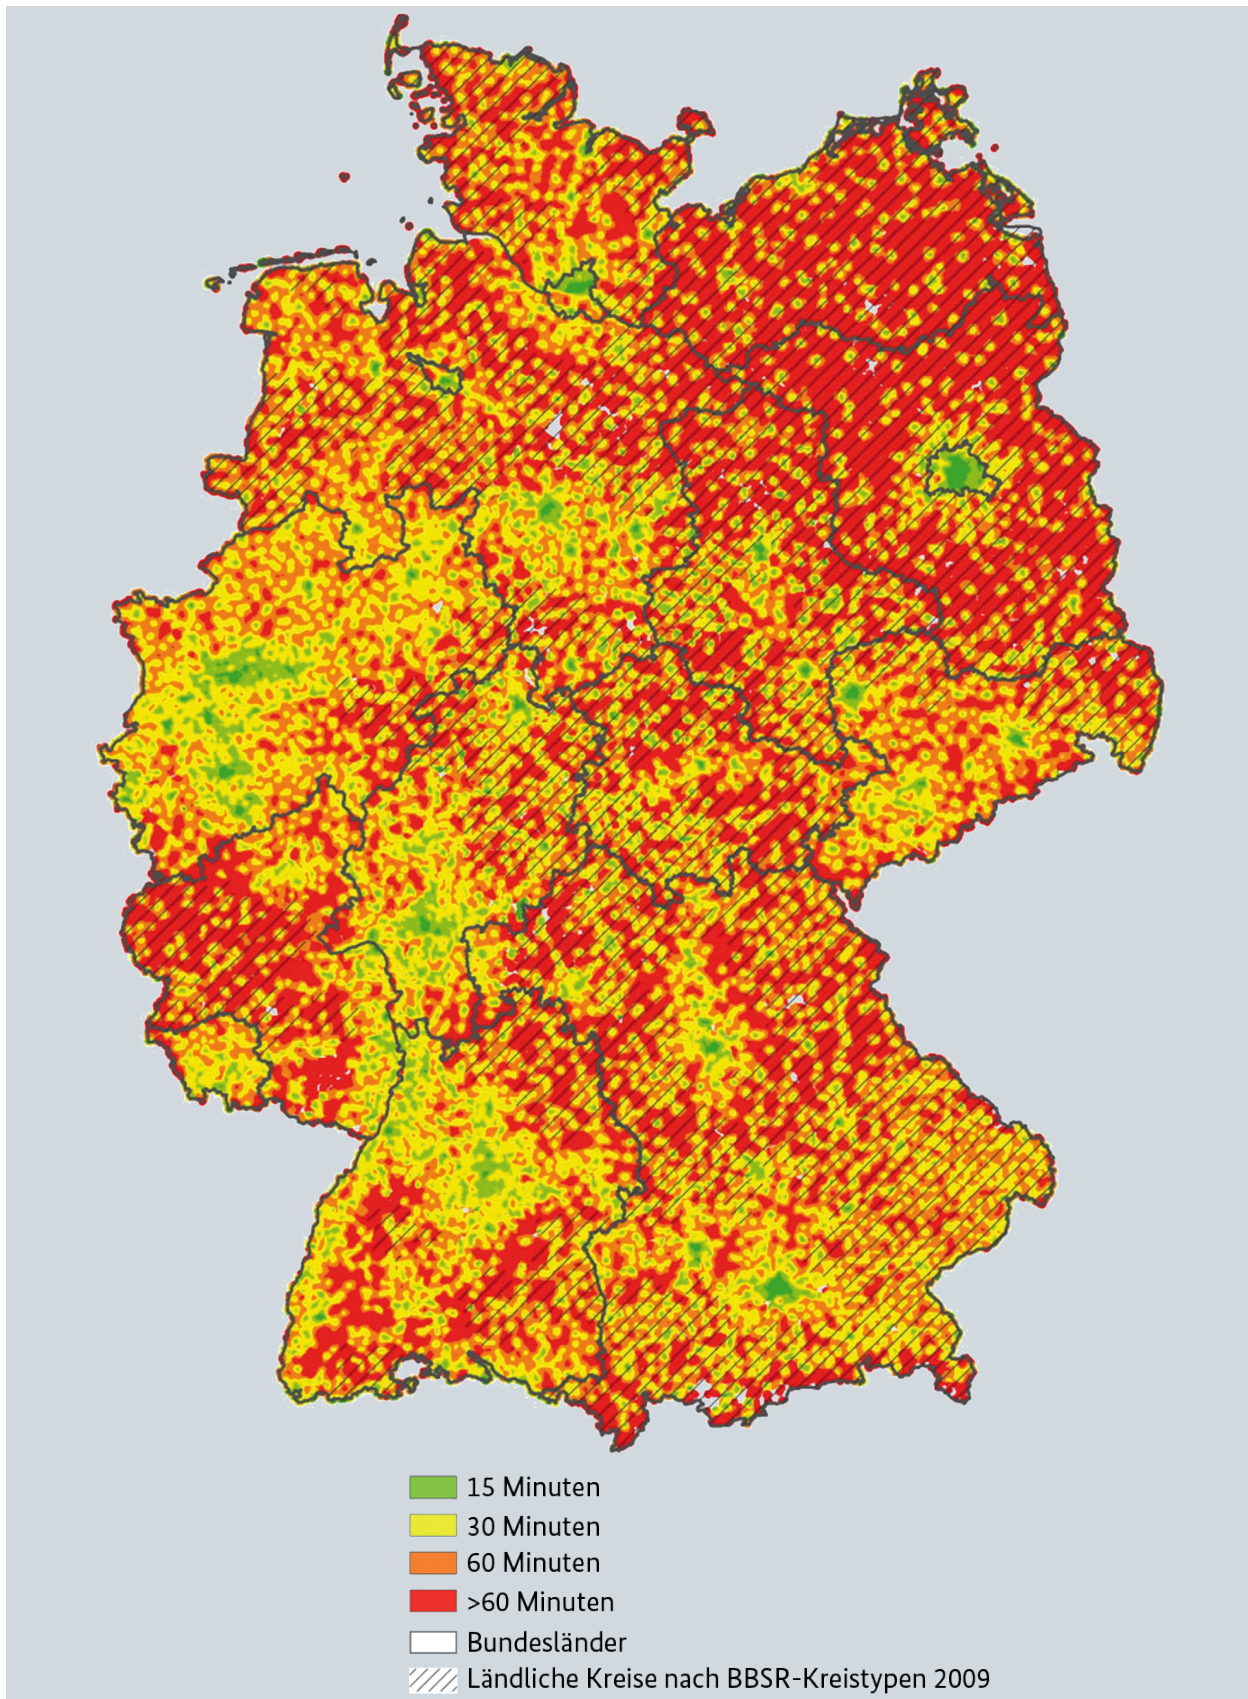 15 Minuten
30 Minuten
60 Minuten
>60 Minuten
Bundesländer
Ländliche Kreise nach BBSR-Kreistypen 2009